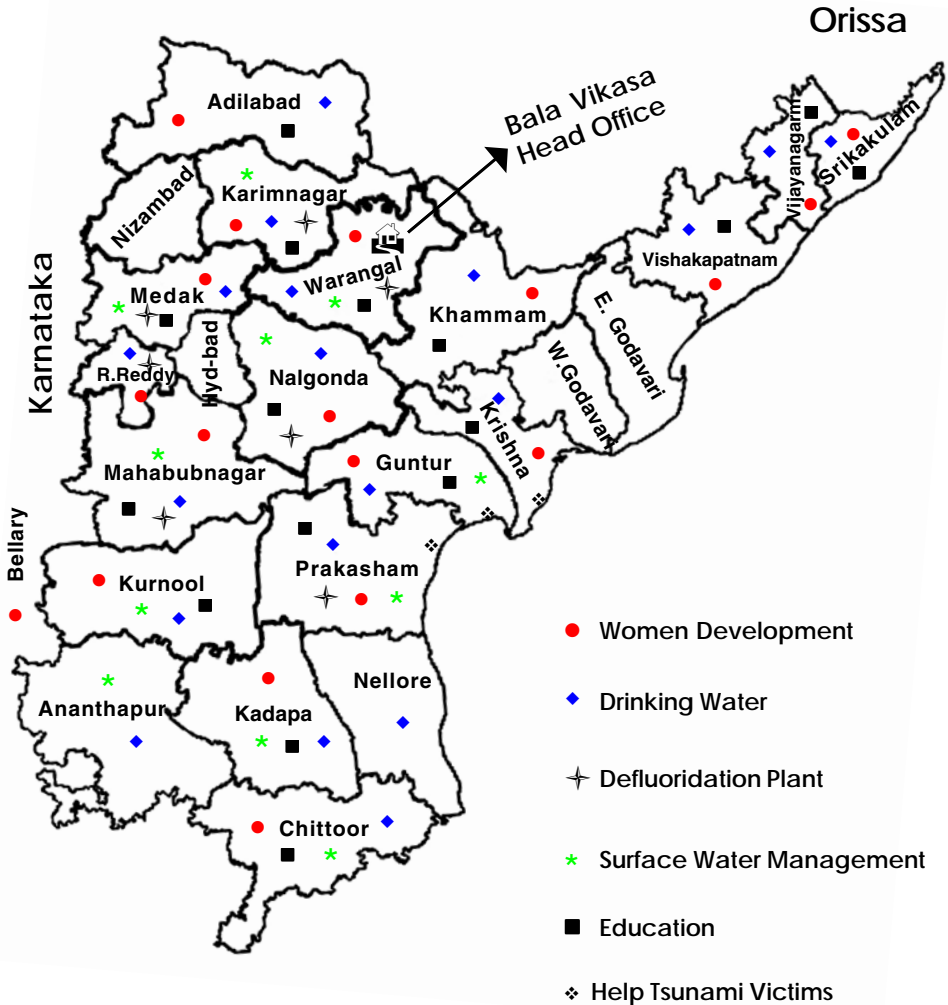 Orissa
Bala Vikasa
Head Office
Adilabad
Nizambad
Karimnagar
Vijayanagarm
Srikakulam
Vishakapatnam
Karnataka
Medak
Warangal
Khammam
E. Godavari
W.Godavari
R.Reddy
Hyd-bad
Nalgonda
Krishna
Mahabubnagar
Guntur
Bellary
Kurnool
Prakasham
Ananthapur
Kadapa
Nellore
Chittoor
Women Development
Drinking Water
Defluoridation Plant
Surface Water Management
Education
Help Tsunami Victims